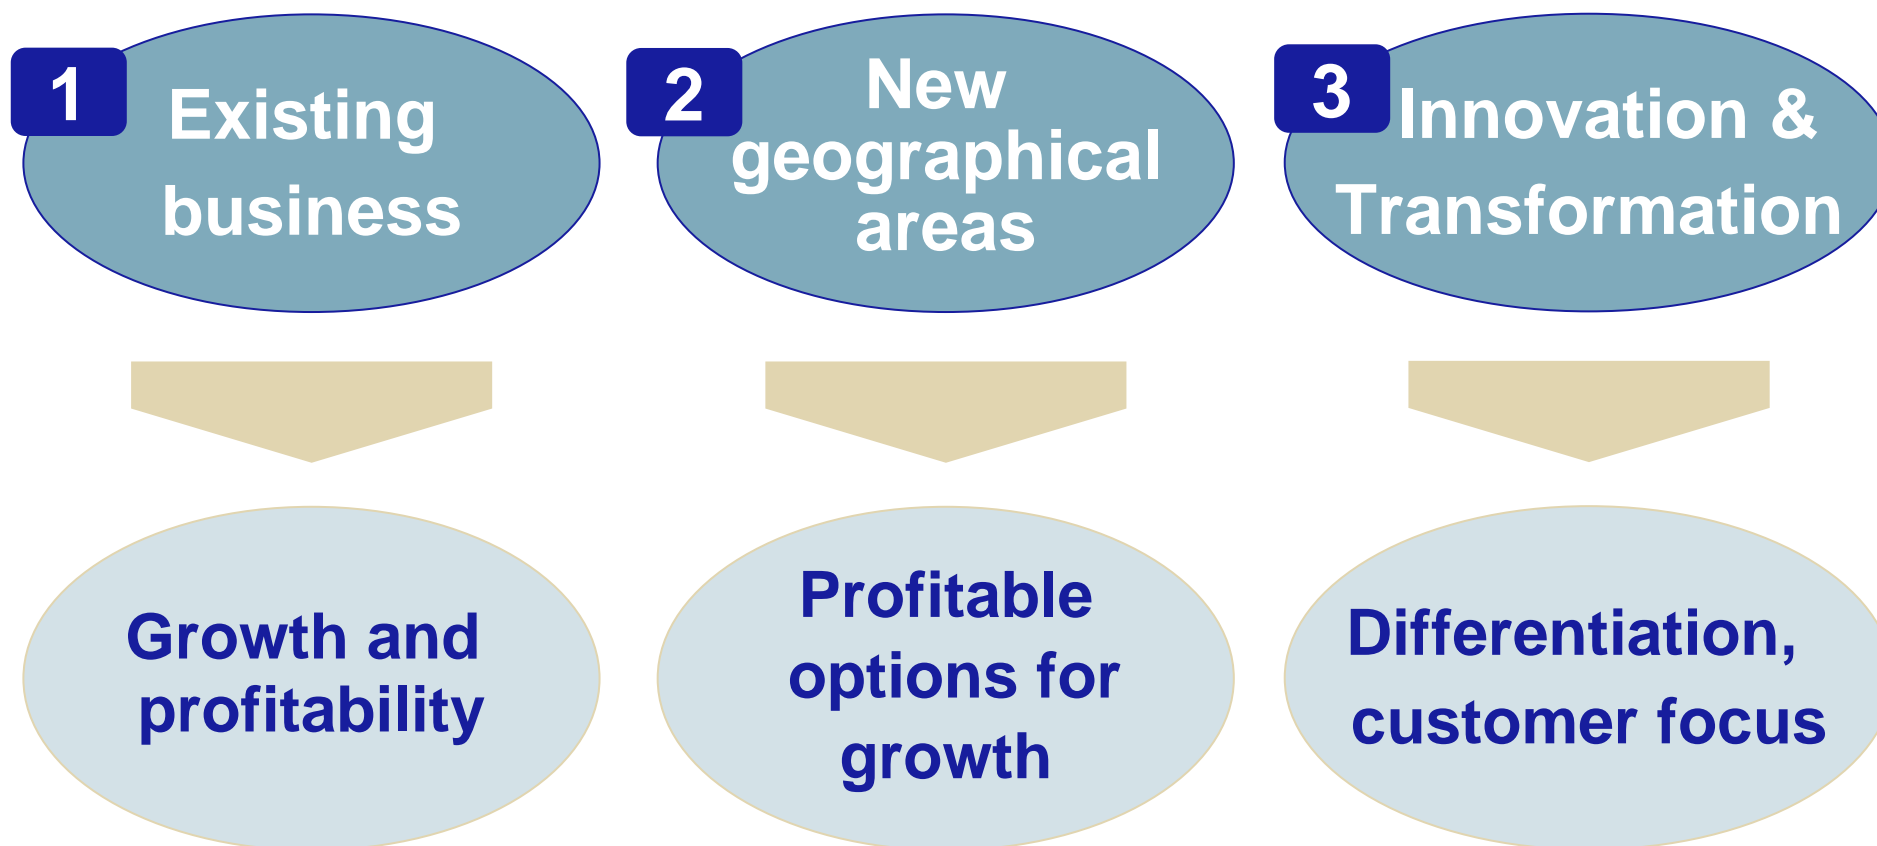 1
Existing
business
2
New
geographical
areas
3
Innovation &
Transformation
Growth and
profitability
Profitable
options for
growth
Differentiation,
customer focus